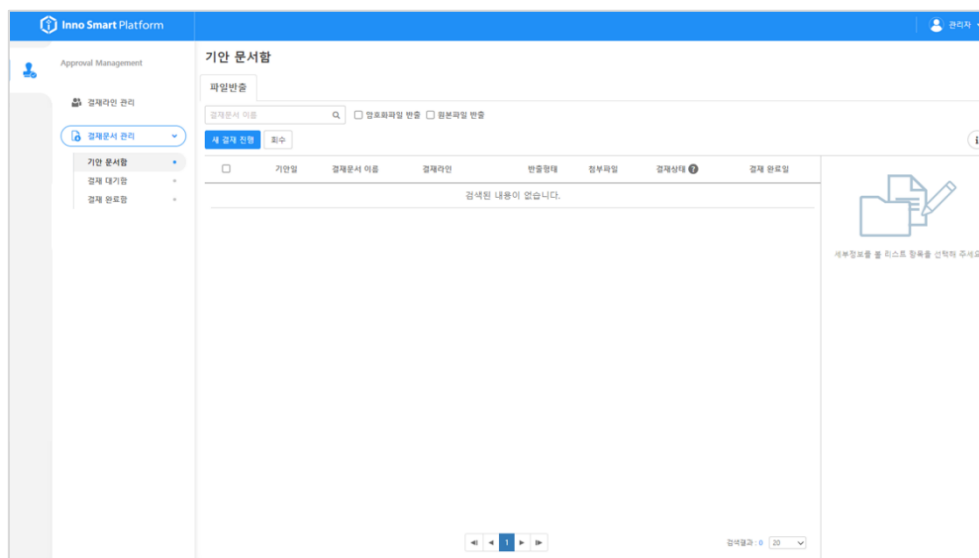 Inno Smart Platform
관리자
Approval Management
결재라인 관리
결재문서 관리
기안 문서함
결재 대기함
결재 완료함
기안 문서함
파일반출
결재문서 이름
암호화파일 반출
원본파일 반출
새 결재 진행
회수
기안일 결재문서 이름 결재라인 반출형태 첨부파일 결재상태 ? 결재 완료일
검색된 내용이 없습니다.
세부정보를 볼 리스트 항목을 선택해 주세요
1
검색결과 : 0 20